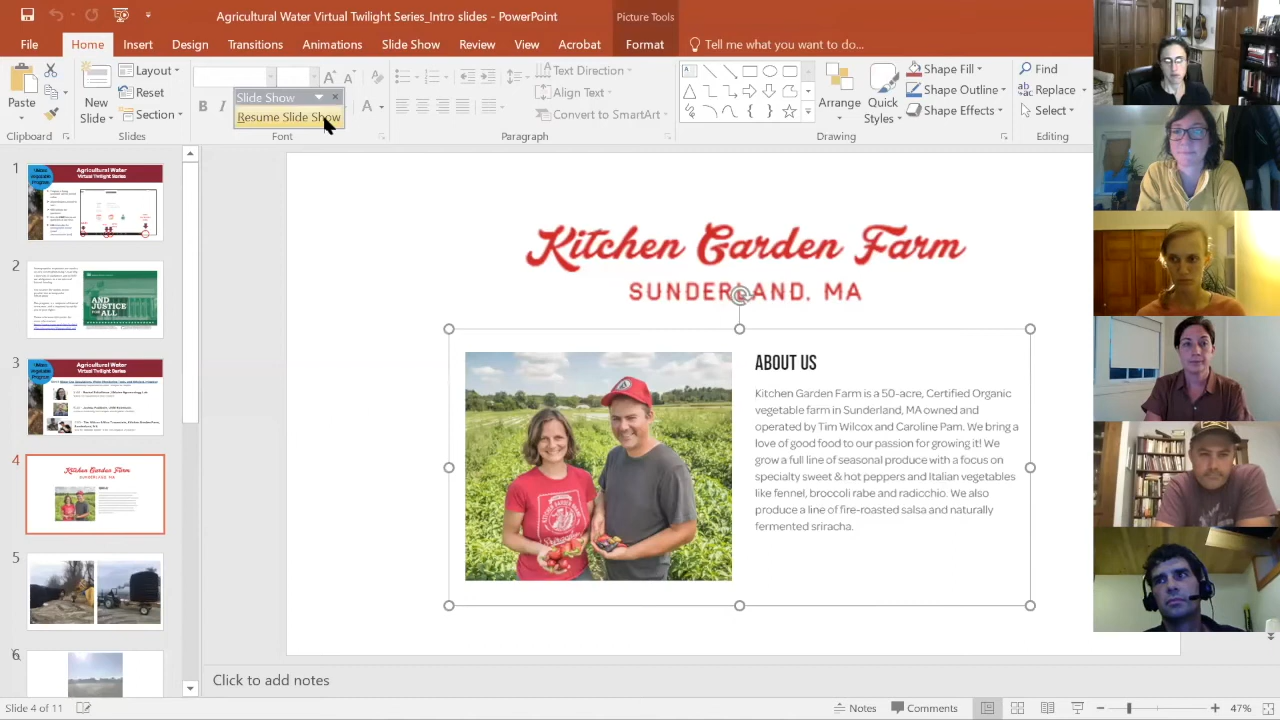 Agricultural Water Virtual Twilight Series_Intro slides - PowerPoint
Picture Tools
File
Home
Insert
Design
Transitions
Animations
Slide Show
Review
View
Acrobat
Format
Tell me what you want to do...
Paste
New
Slide
Layout
Reset
Section
Slide Show
Resume Slide Show
B
I
A
Text Direction
Align Text
Convert to SmartArt
Arrange
Quick
Styles
Shape Fill
Shape Outline
Shape Effects
Find
Replace
Select
Clipboard
Slides
Font
Paragraph
Drawing
Editing
1
Agricultural Water
Virtual Twilight Series
2
AND
JUSTICE
FOR ALL
3
Agricultural Water
Virtual Twilight Series
4
Kitchen Garden Farm
SUNDERLAND, MA
5
6
Kitchen Garden Farm
SUNDERLAND, MA
ABOUT US
Kitchen Garden Farm is a 50-acre, Certified Organic
vegetable farm in Sunderland, MA owned and
operated by Tim Wilcox and Caroline Pam. We bring a
love of good food to our passion for growing it! We
grow a full line of seasonal produce with a focus on
specialty sweet & hot peppers and Italian vegetables
like fennel, broccoli rabe and radicchio. We also
produce a line of fire-roasted salsa and naturally
fermented sriracha.
Click to add notes
Slide 4 of 11
Notes
Comments
47%